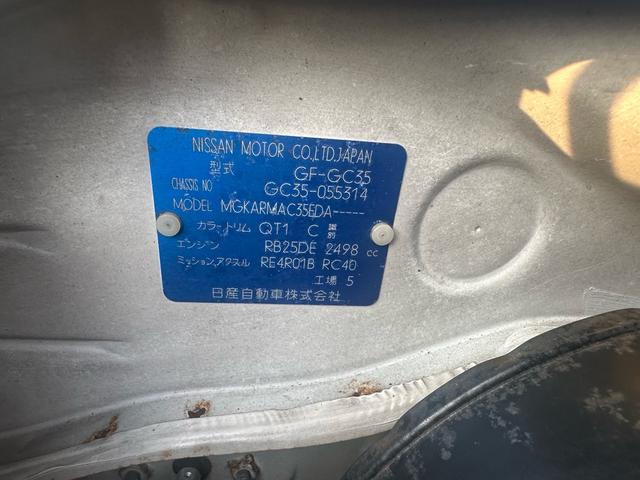 NISSAN MOTOR CO.,LTD.JAPAN
型式 GF-GC35
CHASSIS NO GC35-055314
MODEL MGKARMAC35EDA-----
カラー、トリム QT1 C 識別
エンジン RB25DE 2498 cc
ミッション、アクスル RE4R01B RC40
工場 5
日産自動車株式会社